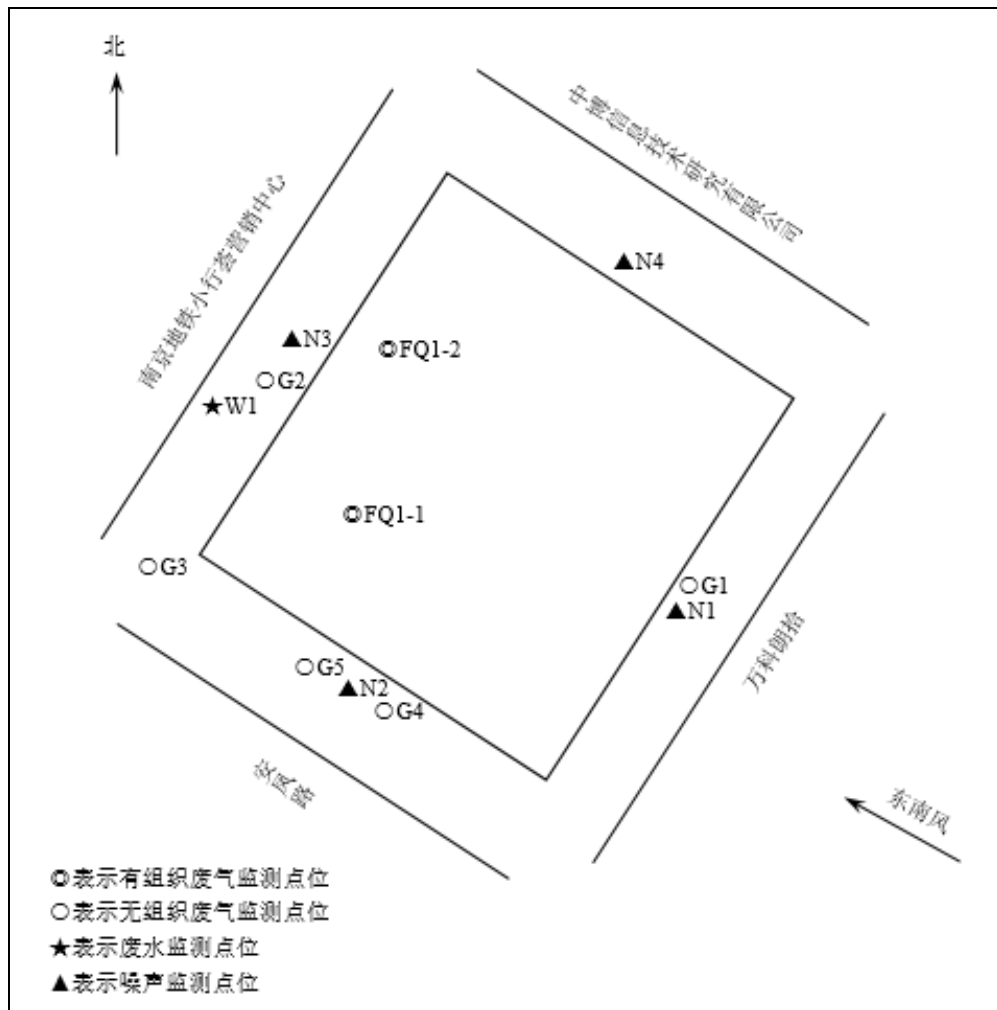 北
中博信息技术研究有限公司
南京地铁小行荟营销中心
▲N4
▲N3
◎FQ1-2
○G2
★W1
◎FQ1-1
○G3
○G1
▲N1
万科朗拾
○G5
▲N2
○G4
安凤路
东南风
◎表示有组织废气监测点位
○表示无组织废气监测点位
★表示废水监测点位
▲表示噪声监测点位